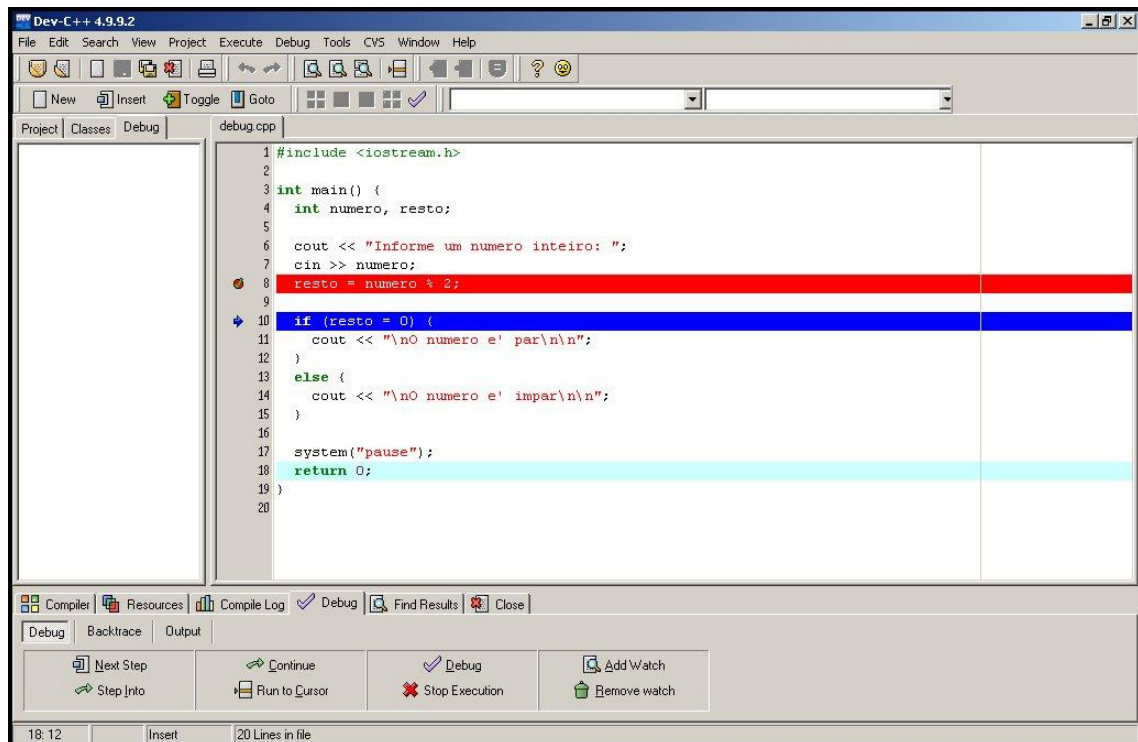 Dev-C++ 4.9.9.2
File Edit Search View Project Execute Debug Tools CVS Window Help
New Insert Toggle Goto
Project Classes Debug
debug.cpp
1 #include <iostream.h>
2
3 int main() {
4 int numero, resto;
5
6 cout << "Informe um numero inteiro: ";
7 cin >> numero;
8 resto = numero % 2;
9
10 if (resto = 0) {
11 cout << "\nO numero e' par\n\n";
12 }
13 else {
14 cout << "\nO numero e' impar\n\n";
15 }
16
17 system("pause");
18 return 0;
19 }
20
Compiler Resources Compile Log Debug Find Results Close
Debug Backtrace Output
Next Step Continue Debug Add Watch
Step Into Run to Cursor Stop Execution Remove watch
18: 12 Insert 20 Lines in file